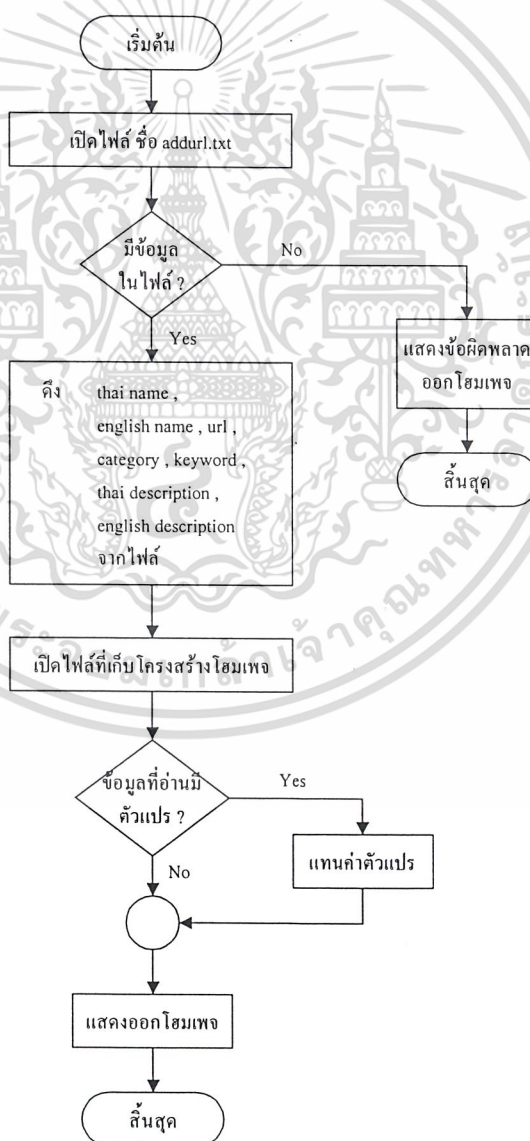 เริ่มต้น
เปิดไฟล์ ชื่อ addurl.txt
มีข้อมูล
ในไฟล์ ?
No
Yes
แสดงข้อผิดพลาด
ออกโฮมเพจ
สิ้นสุด
ดึง thai name ,
english name , url ,
category , keyword ,
thai description ,
english description
จากไฟล์
เปิดไฟล์ที่เก็บโครงสร้างโฮมเพจ
ข้อมูลที่อ่านมี
ตัวแปร ?
Yes
No
แทนค่าตัวแปร
แสดงออกโฮมเพจ
สิ้นสุด